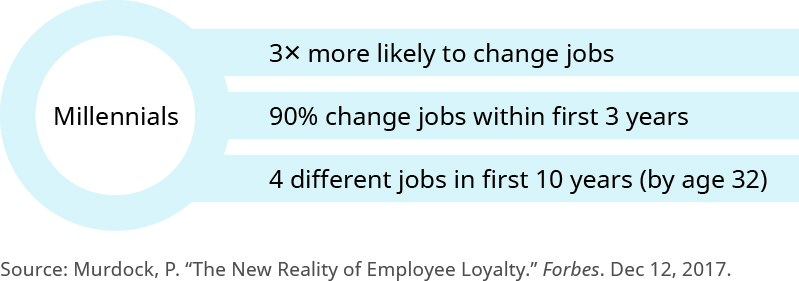 Millennials
3× more likely to change jobs
90% change jobs within first 3 years
4 different jobs in first 10 years (by age 32)
Source: Murdock, P. “The New Reality of Employee Loyalty.” Forbes. Dec 12, 2017.